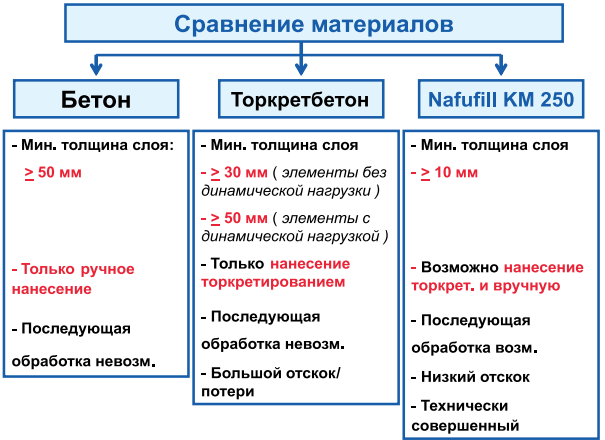 Сравнение материалов
Бетон
- Мин. толщина слоя:
≥ 50 мм
- Только ручное
нанесение
- Последующая
обработка невозм.
Торкретбетон
- Мин. толщина слоя
- ≥ 30 мм ( элементы без
динамической нагрузки )
- ≥ 50 мм ( элементы с
динамической нагрузкой )
- Только нанесение
торкретированием
- Последующая
обработка невозм.
- Большой отскок/
потери
Nafufill KM 250
- Мин. толщина слоя
- ≥ 10 мм
- Возможно нанесение
торкрет. и вручную
- Последующая
обработка возм.
- Низкий отскок
- Технически
совершенный